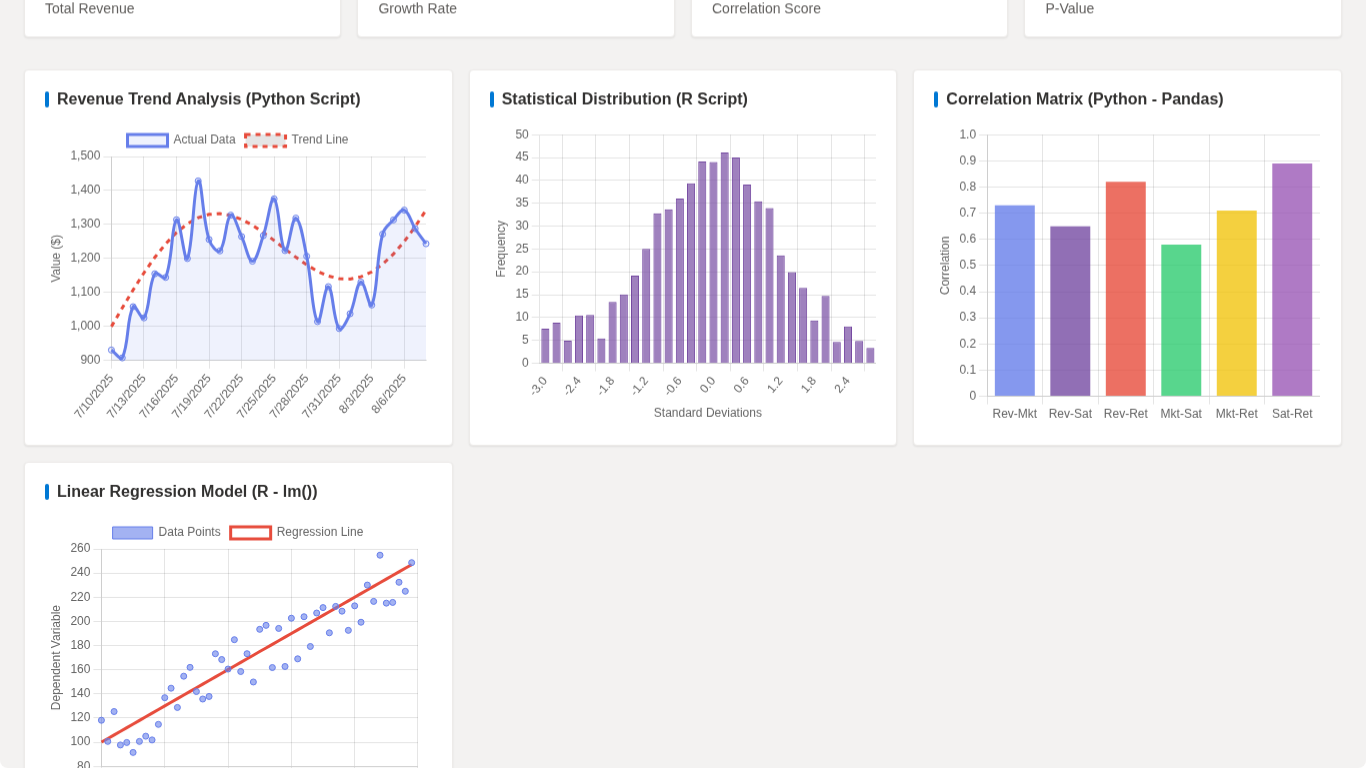 Total Revenue
Growth Rate
Correlation Score
P-Value
Revenue Trend Analysis (Python Script)
Actual Data
Trend Line
Value ($)
1,500
1,400
1,300
1,200
1,100
1,000
900
7/10/2025
7/13/2025
7/16/2025
7/19/2025
7/22/2025
7/25/2025
7/28/2025
7/31/2025
8/3/2025
8/6/2025
Statistical Distribution (R Script)
Frequency
50
45
40
35
30
25
20
15
10
5
0
-3.0
-2.4
-1.8
-1.2
-0.6
0.0
0.6
1.2
1.8
2.4
Standard Deviations
Correlation Matrix (Python - Pandas)
Correlation
1.0
0.9
0.8
0.7
0.6
0.5
0.4
0.3
0.2
0.1
0
Rev-Mkt
Rev-Sat
Rev-Ret
Mkt-Sat
Mkt-Ret
Sat-Ret
Linear Regression Model (R - lm())
Data Points
Regression Line
Dependent Variable
260
240
220
200
180
160
140
120
100
80